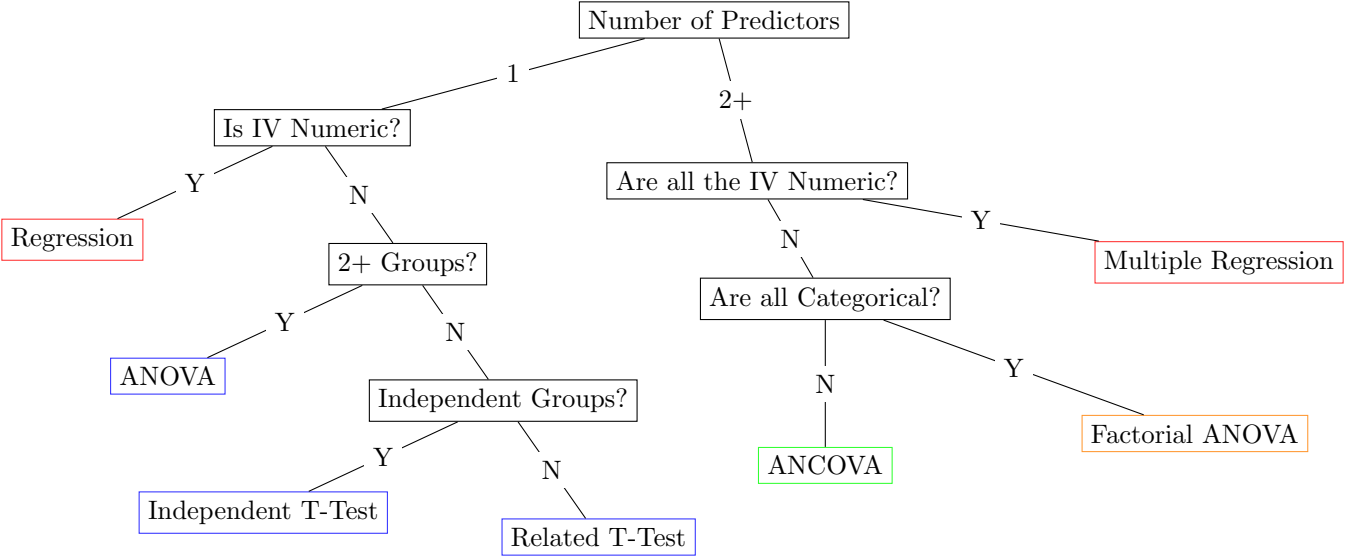 Number of Predictors
1
2+
Is IV Numeric?
Are all the IV Numeric?
Y
N
N
Y
Regression
2+ Groups?
Multiple Regression
Are all Categorical?
Y
N
N
Y
ANOVA
Independent Groups?
Factorial ANOVA
ANCOVA
Y
N
Independent T-Test
Related T-Test